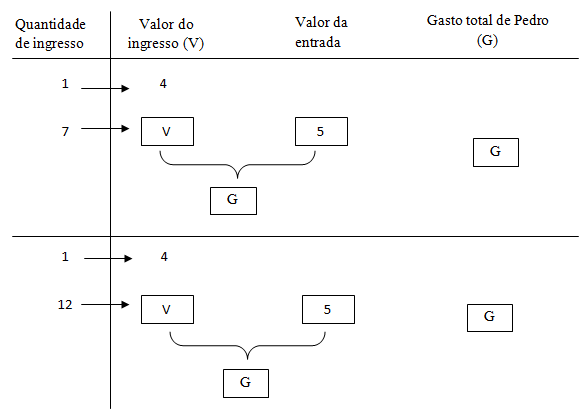 Quantidade de ingresso
Valor do ingresso (V)
Valor da entrada
Gasto total de Pedro (G)
1 4
7 V 5 G
G
1 4
12 V 5 G
G